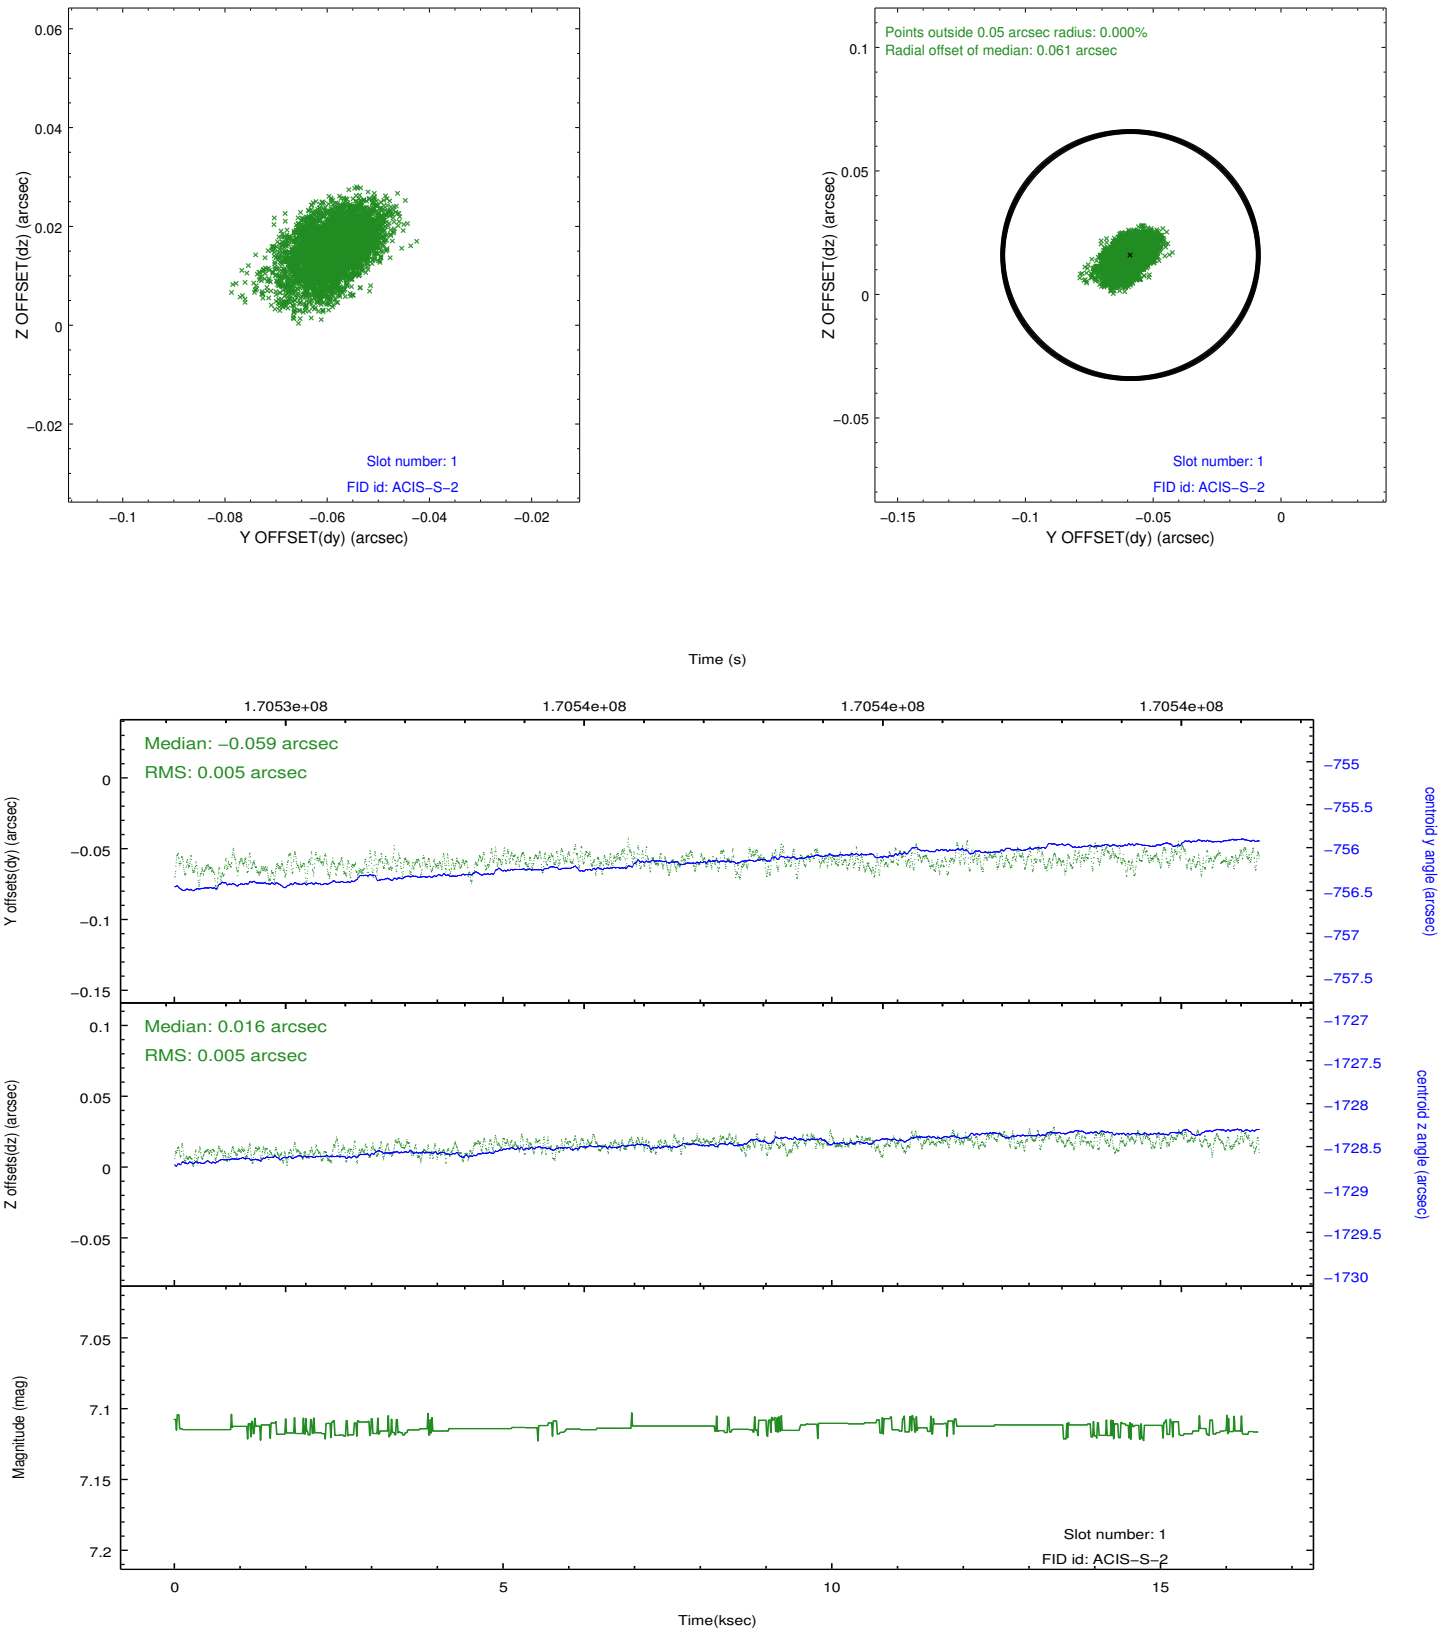 0.06
0.04
0.02
0
−0.02
Z OFFSET(dz) (arcsec)
Slot number: 1
FID id: ACIS−S−2
−0.1
−0.08
−0.06
−0.04
−0.02
Y OFFSET(dy) (arcsec)
Points outside 0.05 arcsec radius: 0.000%
Radial offset of median: 0.061 arcsec
0.1
0.05
0
−0.05
Z OFFSET(dz) (arcsec)
Slot number: 1
FID id: ACIS−S−2
−0.15
−0.1
−0.05
0
Y OFFSET(dy) (arcsec)
Time (s)
1.7053e+08
1.7054e+08
1.7054e+08
1.7054e+08
Median: −0.059 arcsec
RMS: 0.005 arcsec
0
−0.05
−0.1
−0.15
Y offsets(dy) (arcsec)
−755
−755.5
−756
−756.5
−757
−757.5
centroid y angle (arcsec)
Median: 0.016 arcsec
RMS: 0.005 arcsec
0.1
0.05
0
−0.05
Z offsets(dz) (arcsec)
−1727
−1727.5
−1728
−1728.5
−1729
−1729.5
−1730
centroid z angle (arcsec)
7.05
7.1
7.15
7.2
Magnitude (mag)
Slot number: 1
FID id: ACIS−S−2
0
5
10
15
Time(ksec)